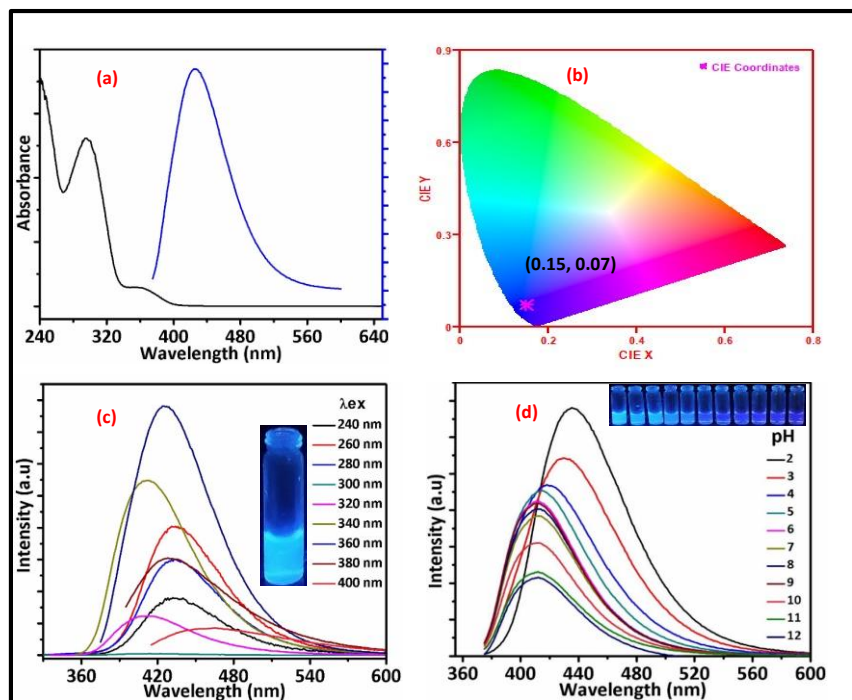 (a)
Absorbance
240 320 400 480 560 640
Wavelength (nm)
(b)
CIE Coordinates
0.9
0.6
0.3
0
CIE Y
(0.15, 0.07)
0 0.2 0.4 0.6 0.8
CIE X
(c)
λex
240 nm
260 nm
280 nm
300 nm
320 nm
340 nm
360 nm
380 nm
400 nm
Intensity (a.u)
360 420 480 540 600
Wavelength (nm)
(d)
pH
2
3
4
5
6
7
8
9
10
11
12
Intensity (a.u)
360 400 440 480 520 560 600
Wavelength (nm)